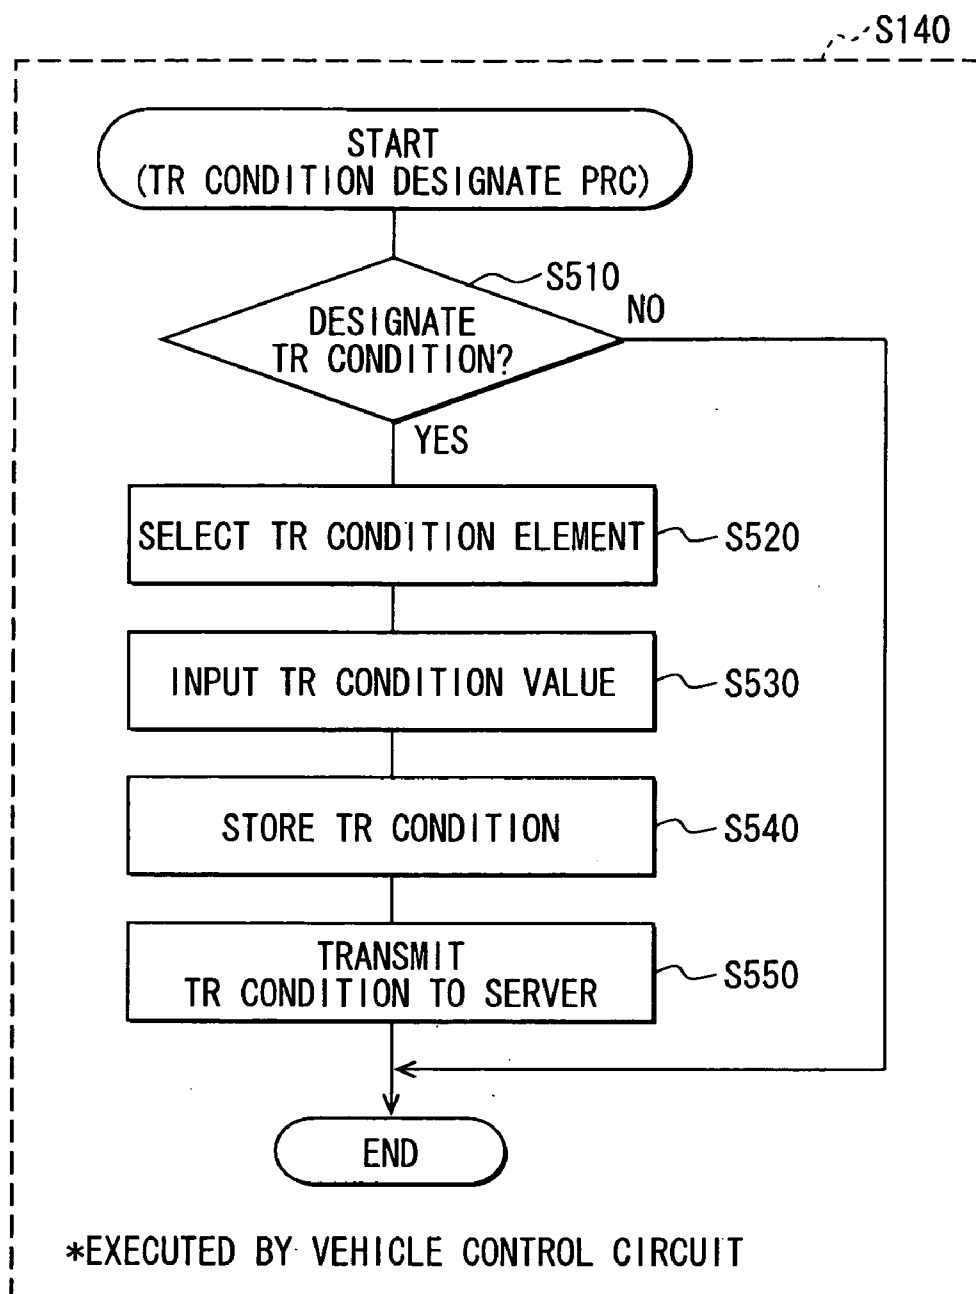 S140
START
(TR CONDITION DESIGNATE PRC)
S510
DESIGNATE
TR CONDITION?
NO
YES
SELECT TR CONDITION ELEMENT
S520
INPUT TR CONDITION VALUE
S530
STORE TR CONDITION
S540
TRANSMIT
TR CONDITION TO SERVER
S550
END
*EXECUTED BY VEHICLE CONTROL CIRCUIT